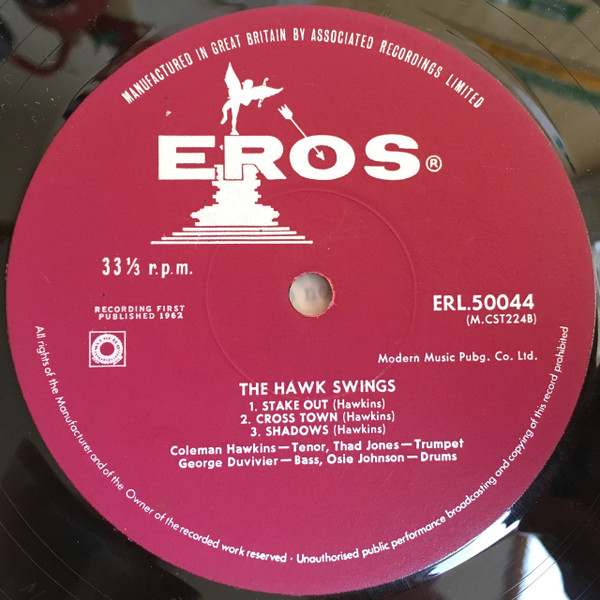 MANUFACTURED IN GREAT BRITAIN BY ASSOCIATED RECORDINGS LIMITED
EROS®
33⅓ r.p.m.
RECORDING FIRST
PUBLISHED 1962
ERL.50044
(M.CST224B)
Modern Music Pubg. Co. Ltd.
THE HAWK SWINGS
1. STAKE OUT (Hawkins)
2. CROSS TOWN (Hawkins)
3. SHADOWS (Hawkins)
Coleman Hawkins—Tenor, Thad Jones—Trumpet
George Duvivier—Bass, Osie Johnson—Drums
All rights of the Manufacturer and of the Owner of the recorded work reserved · Unauthorised public performance broadcasting and copying of this record prohibited